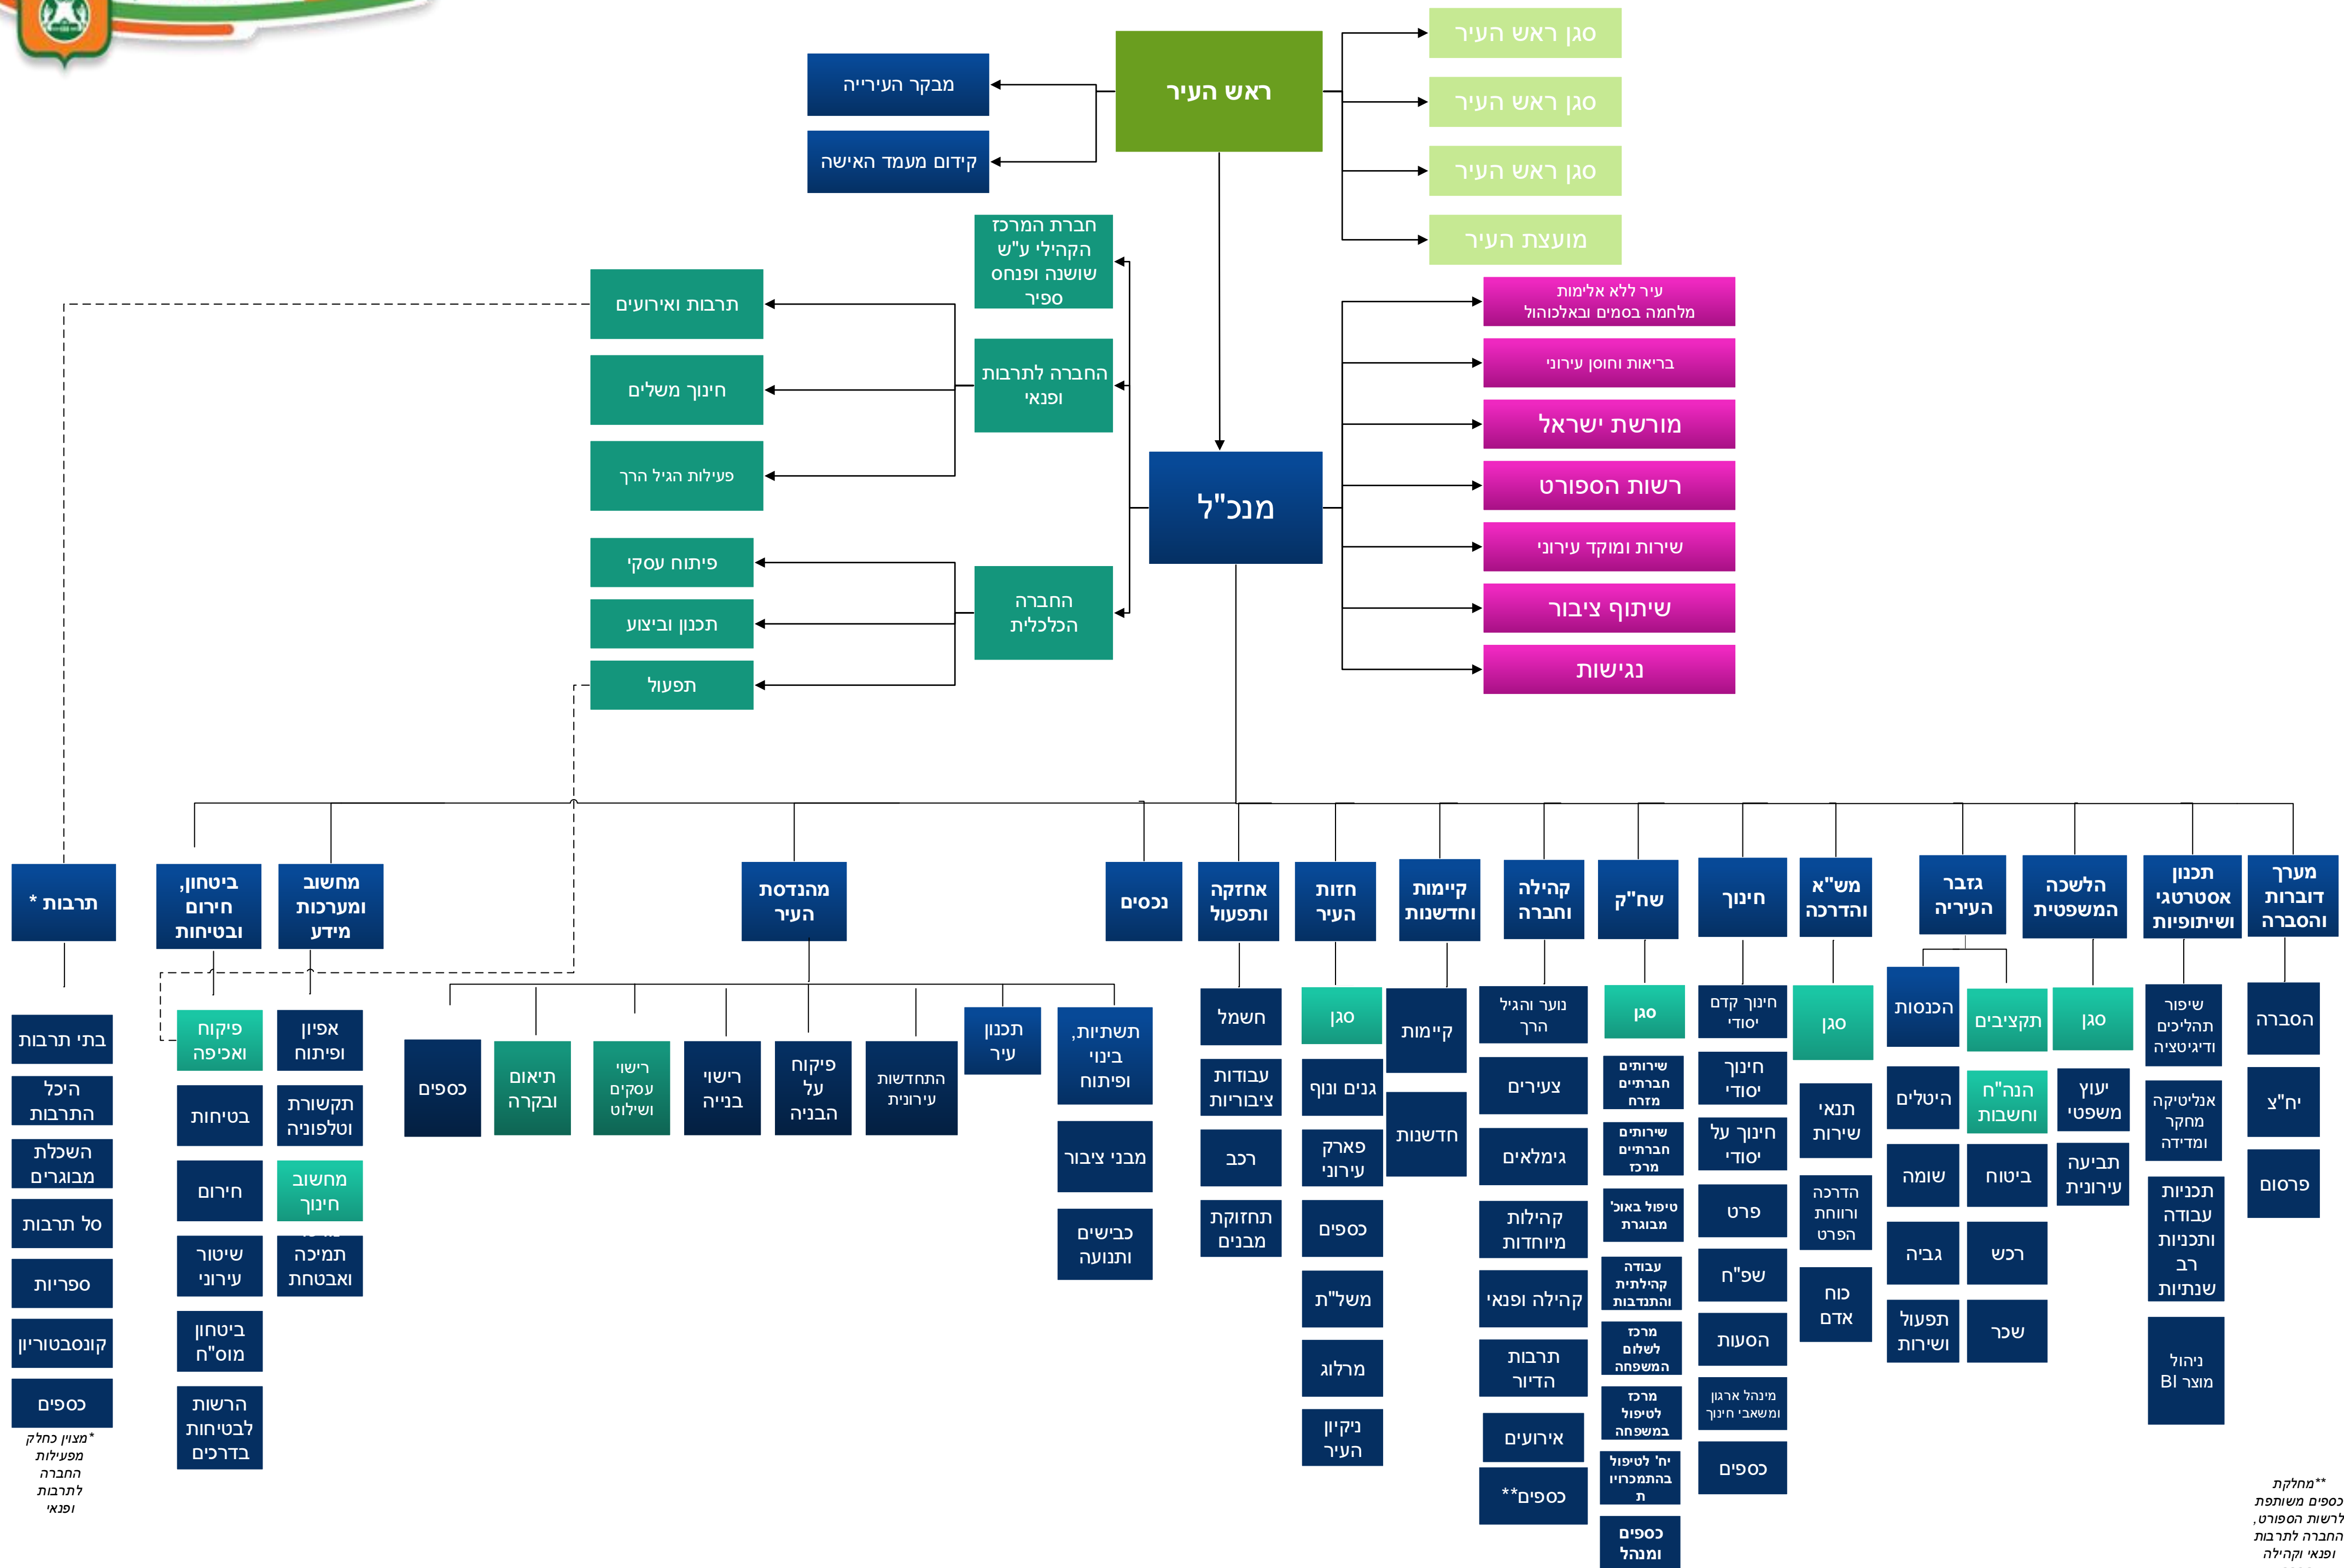 סגן ראש העיר
ראש העיר
מבקר העירייה
סגן ראש העיר
קידום מעמד האישה
סגן ראש העיר
מועצת העיר
חברת המרכז
הקהילי ע"ש
שושנה ופנחס
ספיר
תרבות ואירועים
עיר ללא אלימות
מלחמה בסמים ובאלכוהול
בריאות וחוסן עירוני
החברה לתרבות
ופנאי
חינוך משלים
מורשת ישראל
פעילות הגיל הרך
רשות הספורט
מנכ"ל
שירות ומוקד עירוני
פיתוח עסקי
החברה
הכלכלית
שיתוף ציבור
תכנון וביצוע
נגישות
תפעול
מערך
דוברות
והסברה
תכנון
אסטרטגי
ושיתופיות
הלשכה
המשפטית
גזבר
העיריה
מש"א
והדרכה
חינוך
שח"ק
קהילה
וחברה
קיימות
וחדשנות
חזות
העיר
אחזקה
ותפעול
נכסים
מהנדסת
העיר
מחשוב
ומערכות
מידע
ביטחון,
חירום
ובטיחות
תרבות *
הסברה
יח"צ
פרסום
שיפור
תהליכים
ודיגיטציה
אנליטיקה
מחקר
ומדידה
תכניות
עבודה
ותכניות
רב
שנתיות
ניהול
מוצר BI
סגן
יעוץ
משפטי
תביעה
עירונית
תקציבים
הנה"ח
וחשבות
ביטוח
רכש
שכר
הכנסות
היטלים
שומה
גביה
תפעול
ושירות
סגן
תנאי
שירות
הדרכה
ורווחת
הפרט
כוח
אדם
חינוך קדם
יסודי
חינוך
יסודי
חינוך על
יסודי
פרט
שפ"ח
הסעות
מינהל ארגון
ומשאבי חינוך
כספים
סגן
שירותים
חברתיים
מזרח
שירותים
חברתיים
מרכז
טיפול באוכ'
מבוגרת
עבודה
קהילתית
והתנדבות
מרכז
לשלום
המשפחה
מרכז
לטיפול
במשפחה
יח' לטיפול
בהתמכרויו
ת
כספים
ומנהל
נוער והגיל
הרך
צעירים
גימלאים
קהילות
מיוחדות
קהילה ופנאי
תרבות
הדיור
אירועים
כספים**
קיימות
חדשנות
סגן
גנים ונוף
פארק
עירוני
כספים
משל"ת
מרלוג
ניקיון
העיר
חשמל
עבודות
ציבוריות
רכב
תחזוקת
מבנים
תשתיות,
בינוי
ופיתוח
מבני ציבור
כבישים
ותנועה
תכנון
עיר
התחדשות
עירונית
פיקוח
על
הבניה
רישוי
בנייה
רישוי
עסקים
ושילוט
תיאום
ובקרה
כספים
אפיון
ופיתוח
תקשורת
וטלפוניה
מחשוב
חינוך
תמיכה
ואבטחת
פיקוח
ואכיפה
בטיחות
חירום
שיטור
עירוני
ביטחון
מוס"ח
הרשות
לבטיחות
בדרכים
בתי תרבות
היכל
התרבות
השכלת
מבוגרים
סל תרבות
ספריות
קונסבטוריון
כספים
*מצוין כחלק
מפעילות
החברה
לתרבות
ופנאי
**מחלקת
כספים משותפת
לרשות הספורט,
החברה לתרבות
ופנאי וקהילה